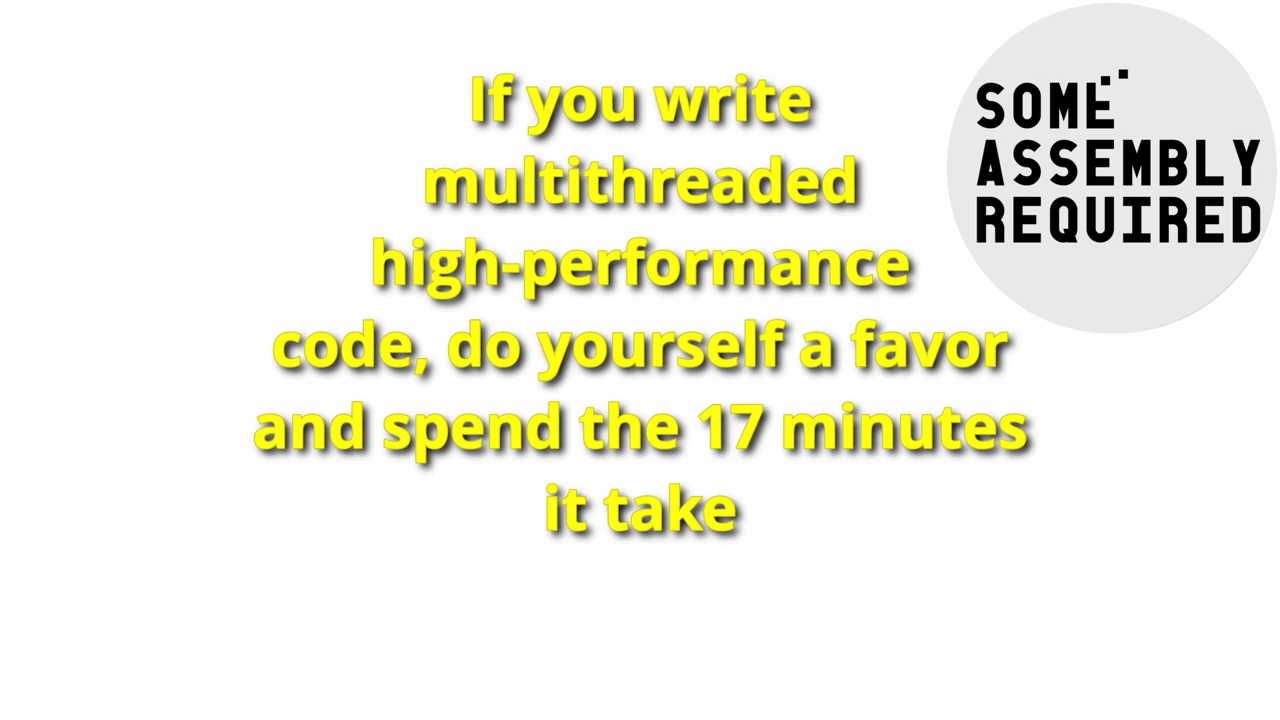 If you write
multithreaded
high-performance
code, do yourself a favor
and spend the 17 minutes
it take
SOME
ASSEMBLY
REQUIRED